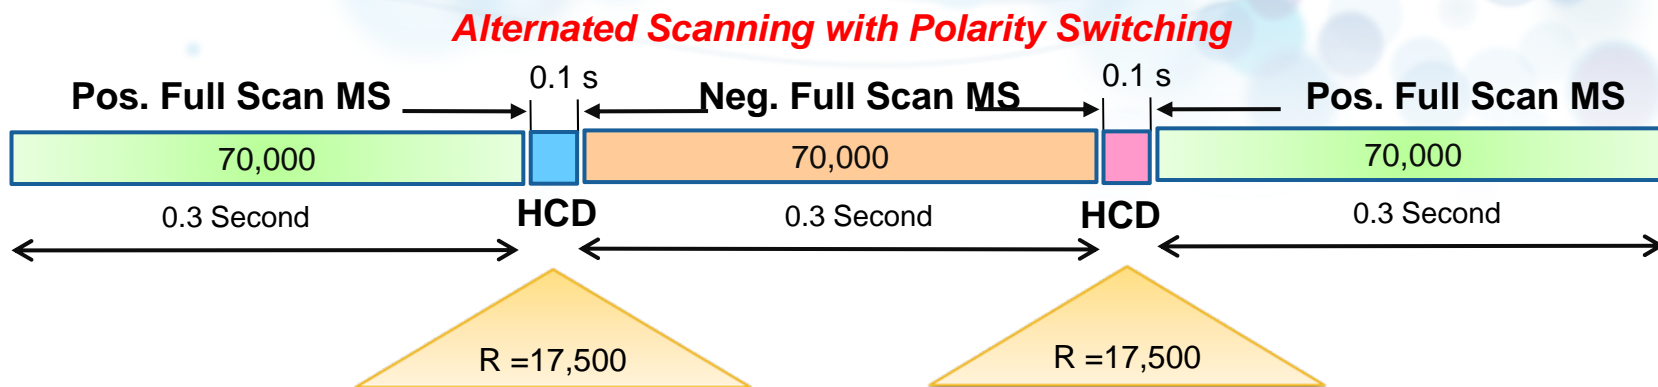 Alternated Scanning with Polarity Switching
0.1 s
0.1 s
Pos. Full Scan MS
Neg. Full Scan MS
Pos. Full Scan MS
70,000
70,000
70,000
0.3 Second
HCD
0.3 Second
HCD
0.3 Second
R =17,500
R =17,500